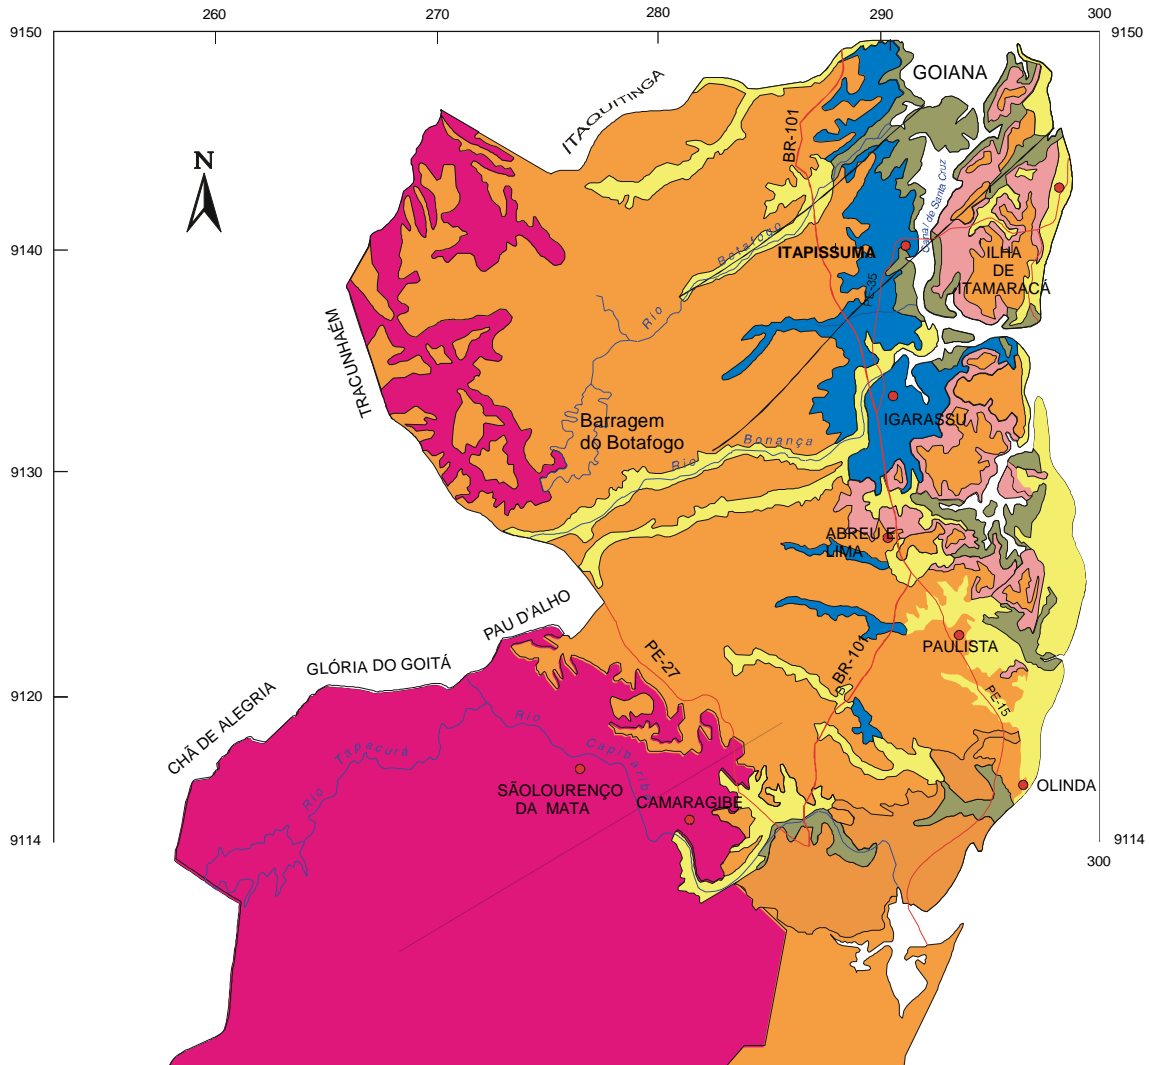 260
270
280
290
300
9150
9150
GOIANA
ITAQUITINGA
BR-101
N
Canal de Santa Cruz
9140
Botafogo
ITAPISSUMA
ILHA
DE
ITAMARACÁ
PE-35
Rio
TRACUNHAÉM
Barragem
do Botafogo
IGARASSU
Bonança
Rio
9130
ABREU E
LIMA
PAU D'ALHO
PE-27
BR-101
PAULISTA
GLÓRIA DO GOITÁ
CHÃ DE ALEGRIA
9120
PE-15
Rio
Capibaribe
Tapacurá
Rio
SÃOLOURENÇO
DA MATA
CAMARAGIBE
OLINDA
9114
9114
300